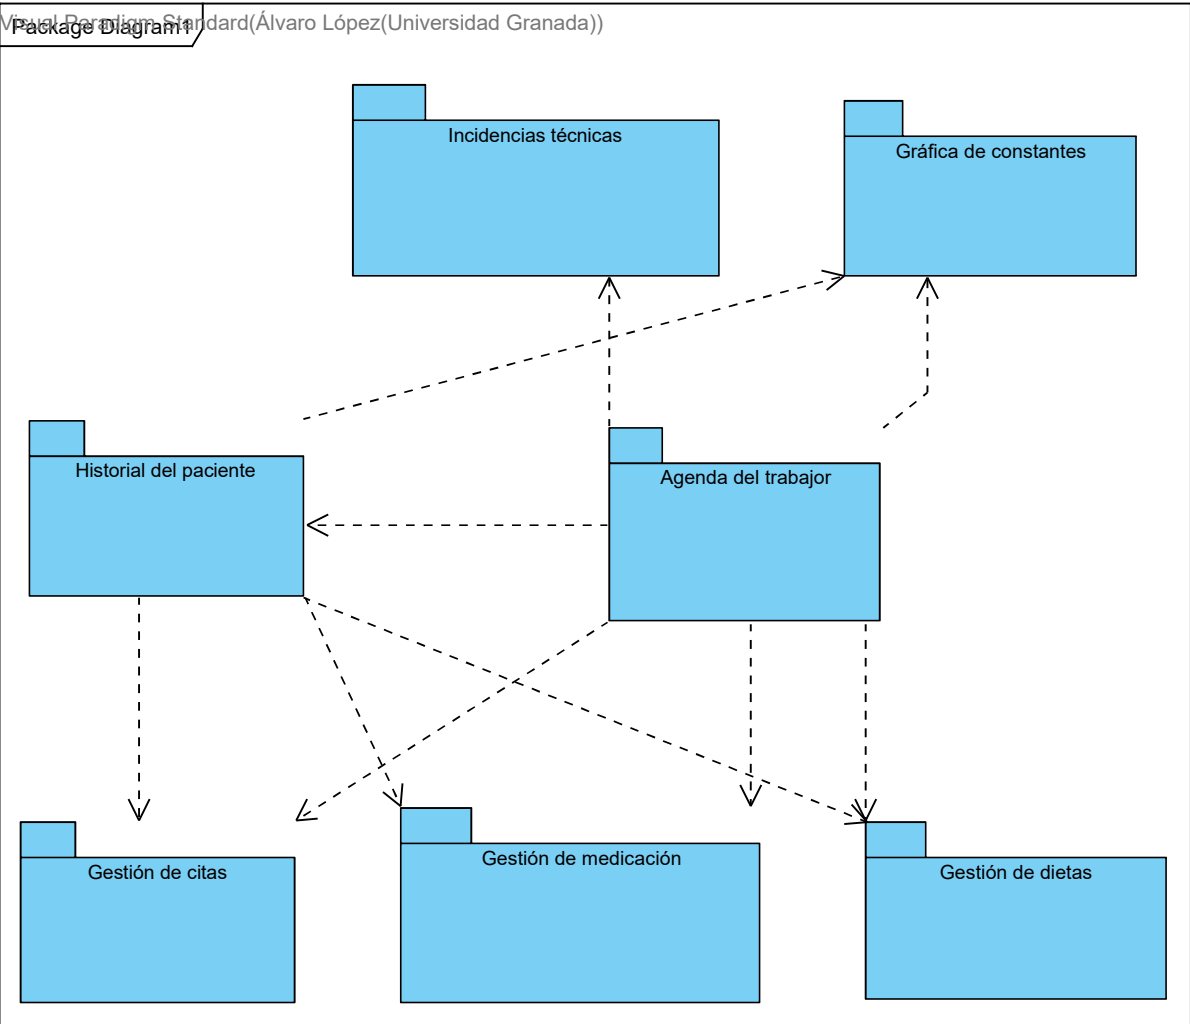 Visual Paradigm Standard(Álvaro López(Universidad Granada))
Package Diagram1
Incidencias técnicas
Gráfica de constantes
Historial del paciente
Agenda del trabajor
Gestión de citas
Gestión de medicación
Gestión de dietas